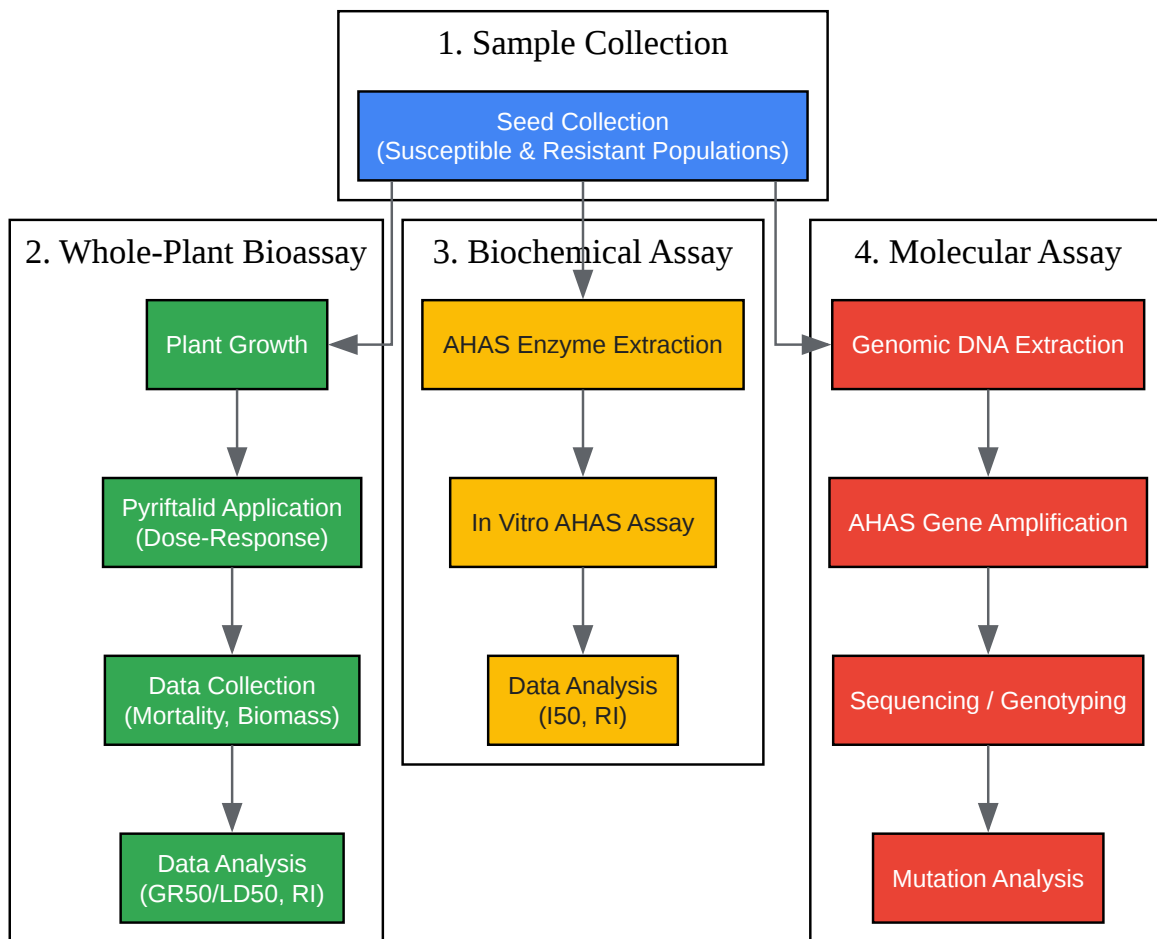 1. Sample Collection
Seed Collection
(Susceptible & Resistant Populations)
2. Whole-Plant Bioassay
Plant Growth
Pyriftalid Application
(Dose-Response)
Data Collection
(Mortality, Biomass)
Data Analysis
(GR50/LD50, RI)
3. Biochemical Assay
AHAS Enzyme Extraction
In Vitro AHAS Assay
Data Analysis
(I50, RI)
4. Molecular Assay
Genomic DNA Extraction
AHAS Gene Amplification
Sequencing / Genotyping
Mutation Analysis